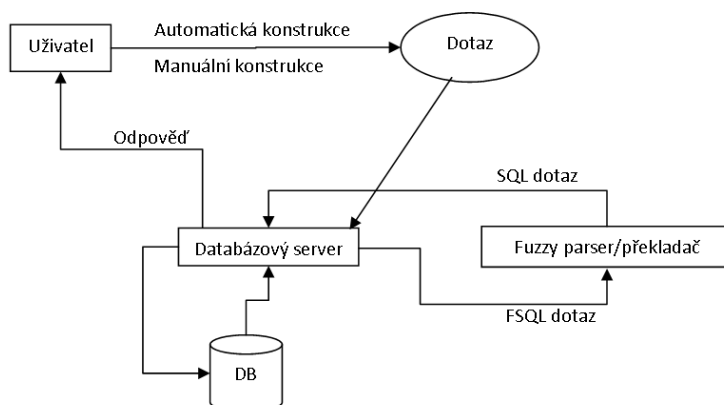 Uživatel
Automatická konstrukce
Manuální konstrukce
Dotaz
Odpověď
SQL dotaz
Databázový server
Fuzzy parser/překladač
FSQL dotaz
DB